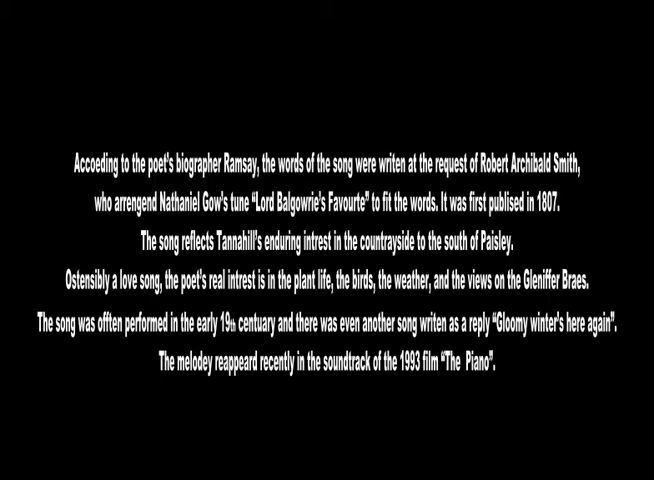 Accoeding to the poet's biographer Ramsay, the words of the song were writen at the request of Robert Archibald Smith,
who arrengend Nathaniel Gow's tune “Lord Balgowrie's Favourte” to fit the words. It was first publised in 1807.
The song reflects Tannahill's enduring intrest in the countrayside to the south of Paisley.
Ostensibly a love song, the poet's real intrest is in the plant life, the birds, the weather, and the views on the Gleniffer Braes.
The song was offten performed in the early 19th centuary and there was even another song writen as a reply “Gloomy winter's here again”.
The melodey reappeard recently in the soundtrack of the 1993 film “The Piano”.